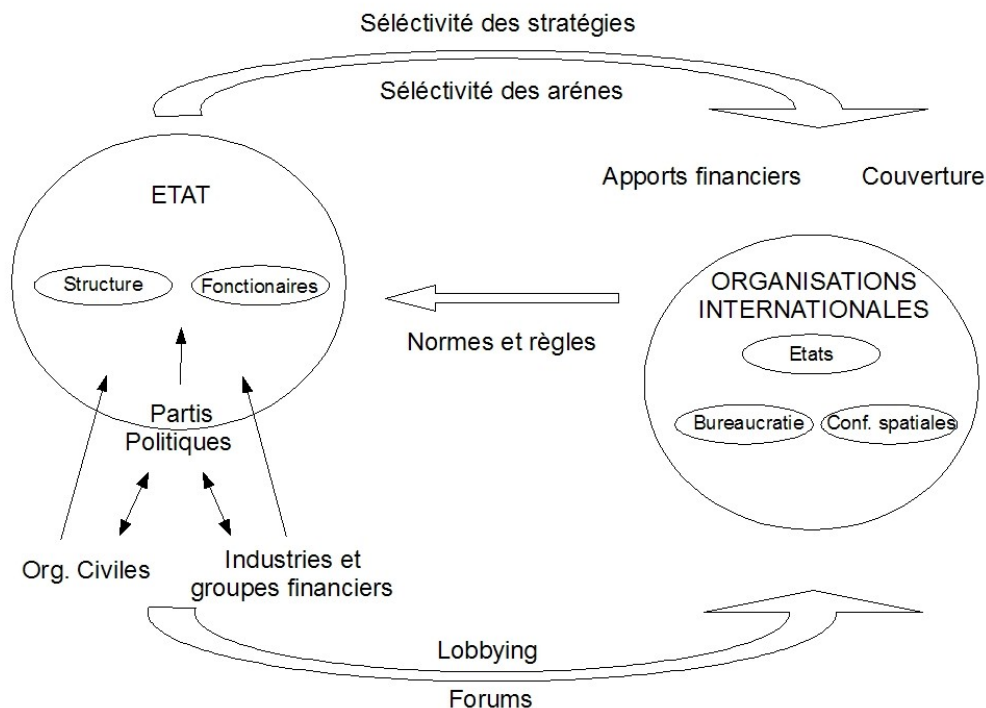 Séléctivité des stratégies
Séléctivité des arénes
Apports financiers
Couverture
ETAT
Structure
Fonctionaires
ORGANISATIONS
INTERNATIONALES
Normes et règles
Etats
Bureaucratie
Conf. spatiales
Partis
Politiques
Org. Civiles
Industries et
groupes financiers
Lobbying
Forums